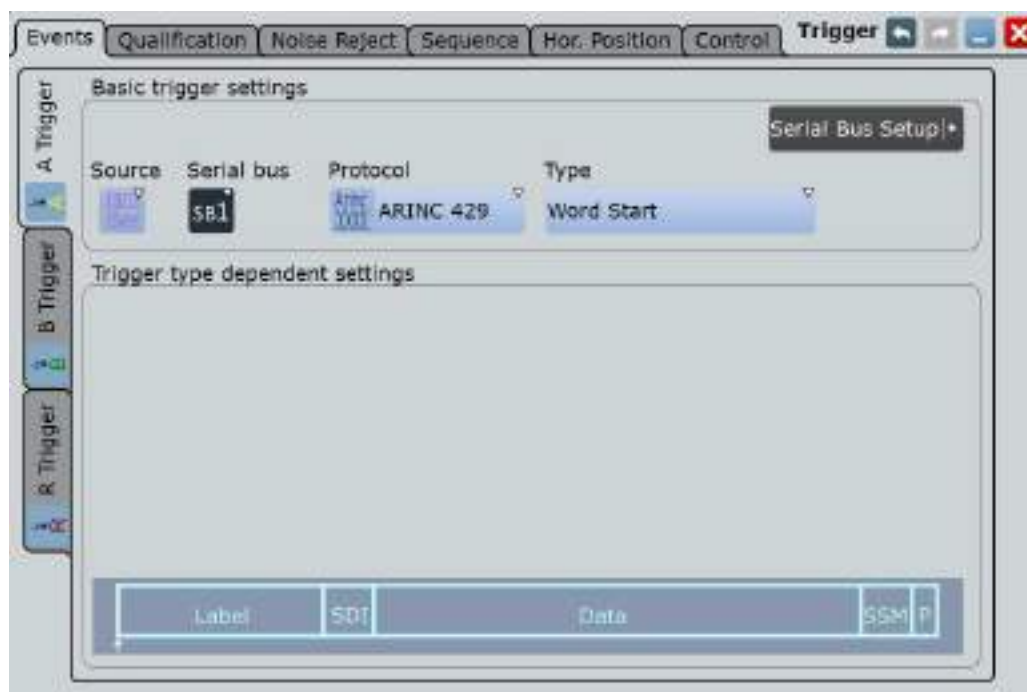 Events Qualification Noise Reject Sequence Hor. Position Control Trigger
A Trigger
B Trigger
R Trigger
Basic trigger settings
Serial Bus Setup
Source Serial bus Protocol Type
SB1 ARINC 429 Word Start
Trigger type dependent settings
Label SDI Data SSM P